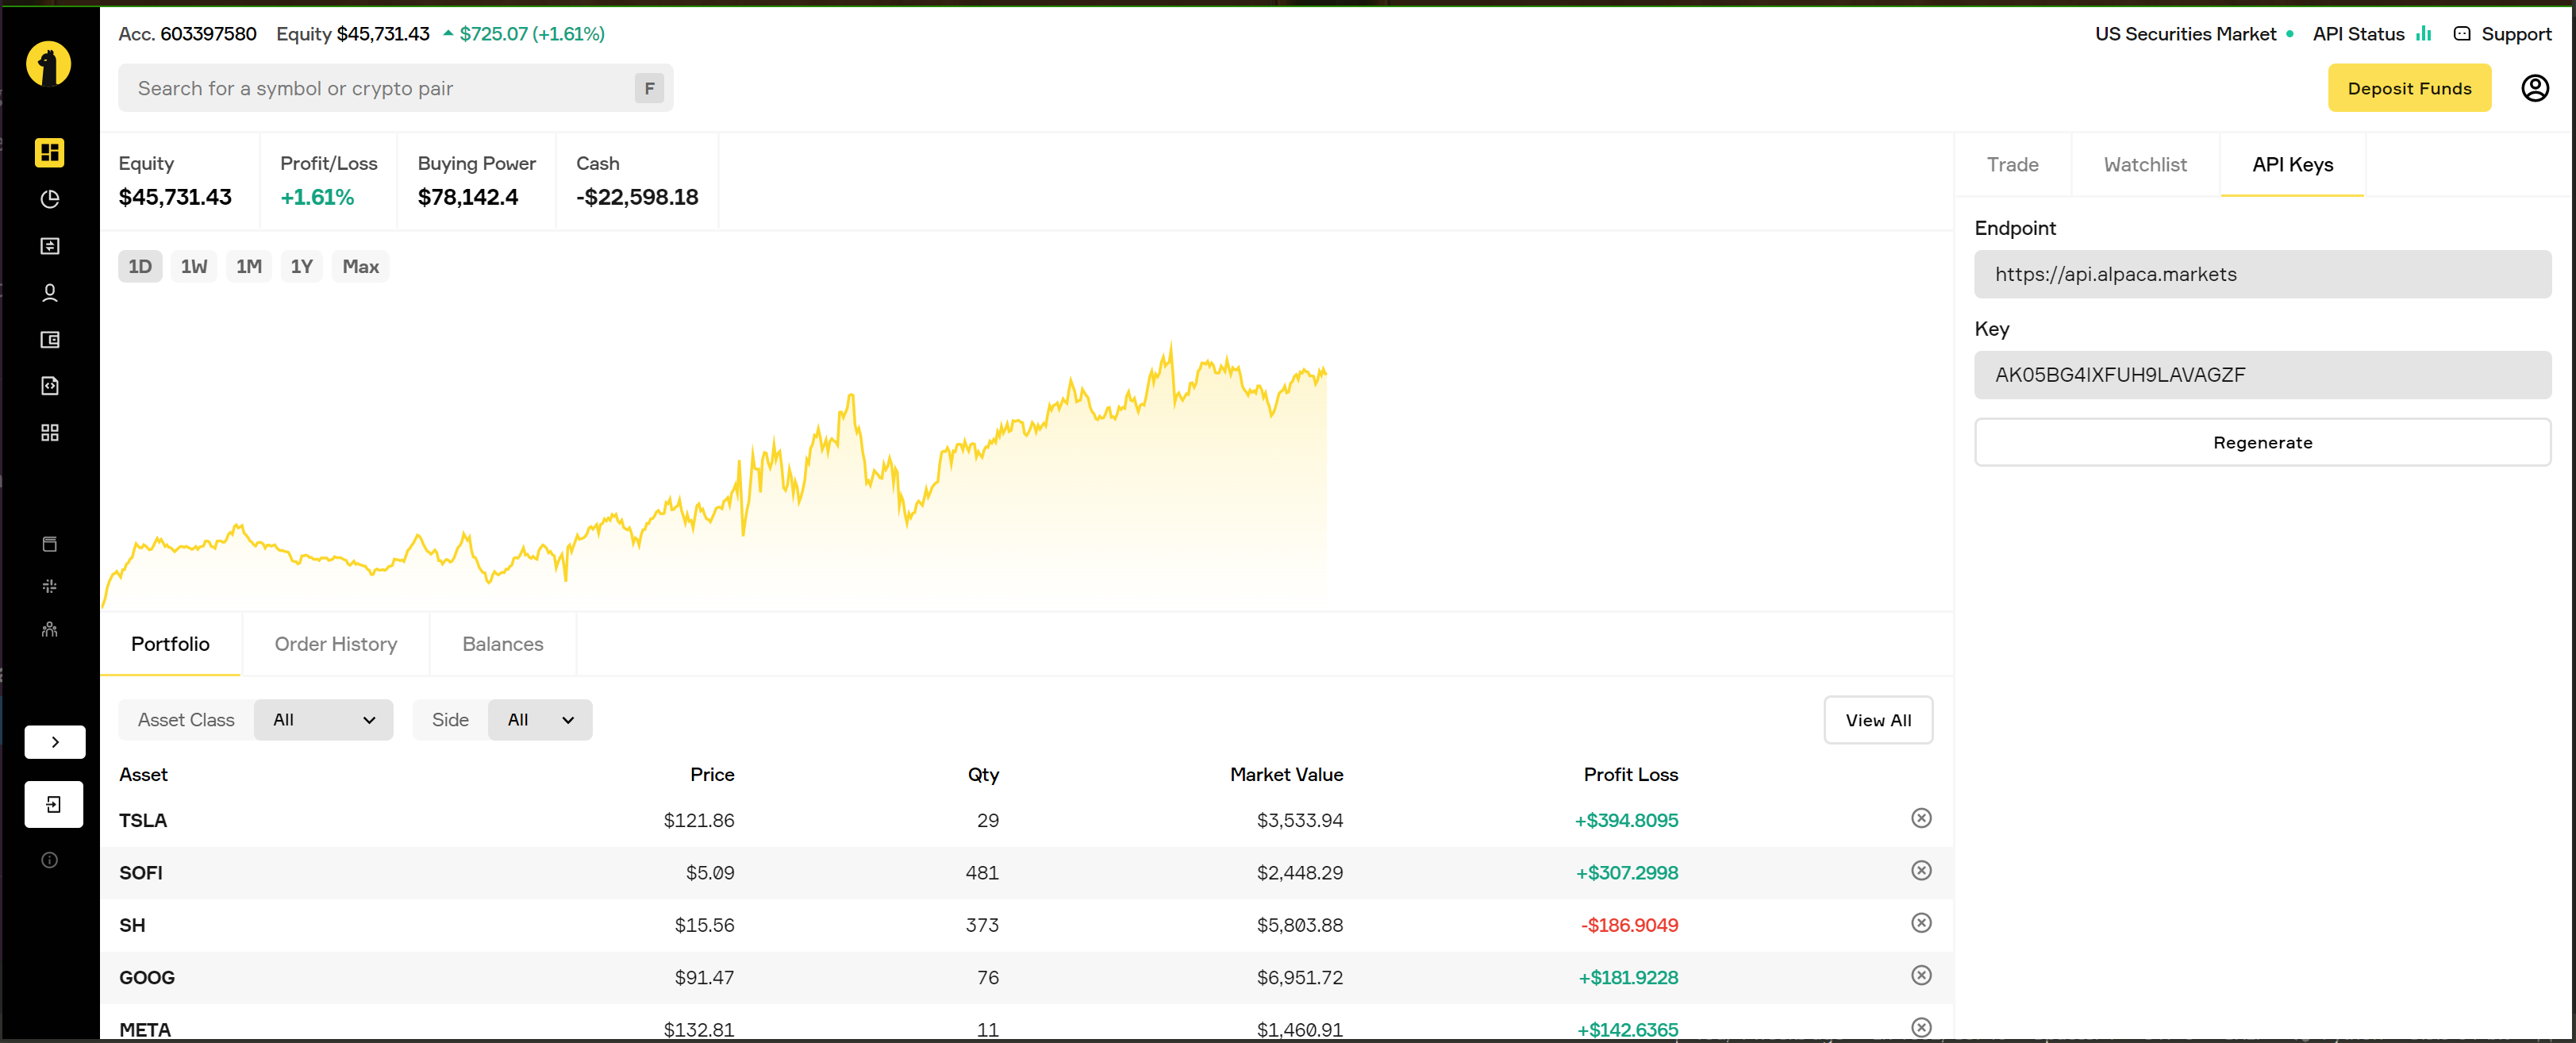 Acc. 603397580 Equity $45,731.43 $725.07 (+1.61%) US Securities Market API Status Support
Search for a symbol or crypto pair F Deposit Funds
Equity Profit/Loss Buying Power Cash
$45,731.43 +1.61% $78,142.4 -$22,598.18
Trade Watchlist API Keys
Endpoint
https://api.alpaca.markets
Key
AK05BG4IXFUH9LAVAGZF
Regenerate
1D 1W 1M 1Y Max
Portfolio Order History Balances
Asset Class All Side All View All
Asset Price Qty Market Value Profit Loss
TSLA $121.86 29 $3,533.94 +$394.8095
SOFI $5.09 481 $2,448.29 +$307.2998
SH $15.56 373 $5,803.88 -$186.9049
GOOG $91.47 76 $6,951.72 +$181.9228
META $132.81 11 $1,460.91 +$142.6365